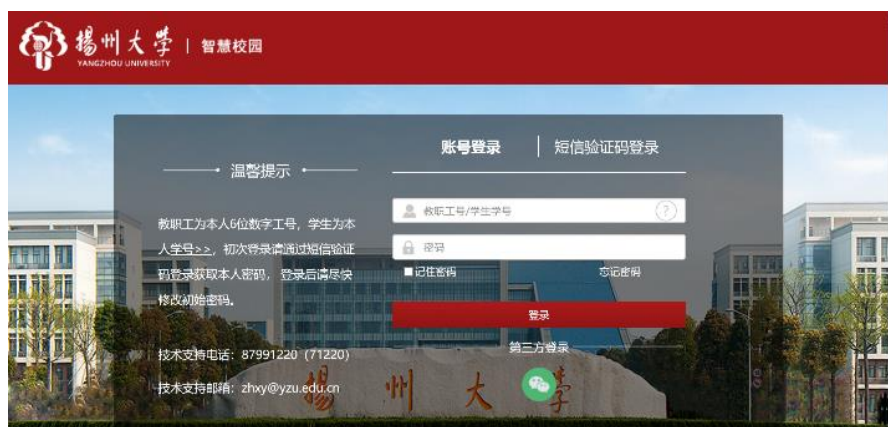 揚州大學 | 智慧校园
YANGZHOU UNIVERSITY
温馨提示
教职工为本人6位数字工号，学生为本
人学号>>，初次登录请通过短信验证
码登录获取本人密码，登录后请尽快
修改初始密码。
技术支持电话：87991220（71220）
技术支持邮箱：zhxy@yzu.edu.cn
账号登录 | 短信验证码登录
教职工号/学生学号
?
密码
记住密码 忘记密码
登录
第三方登录
揚州大學